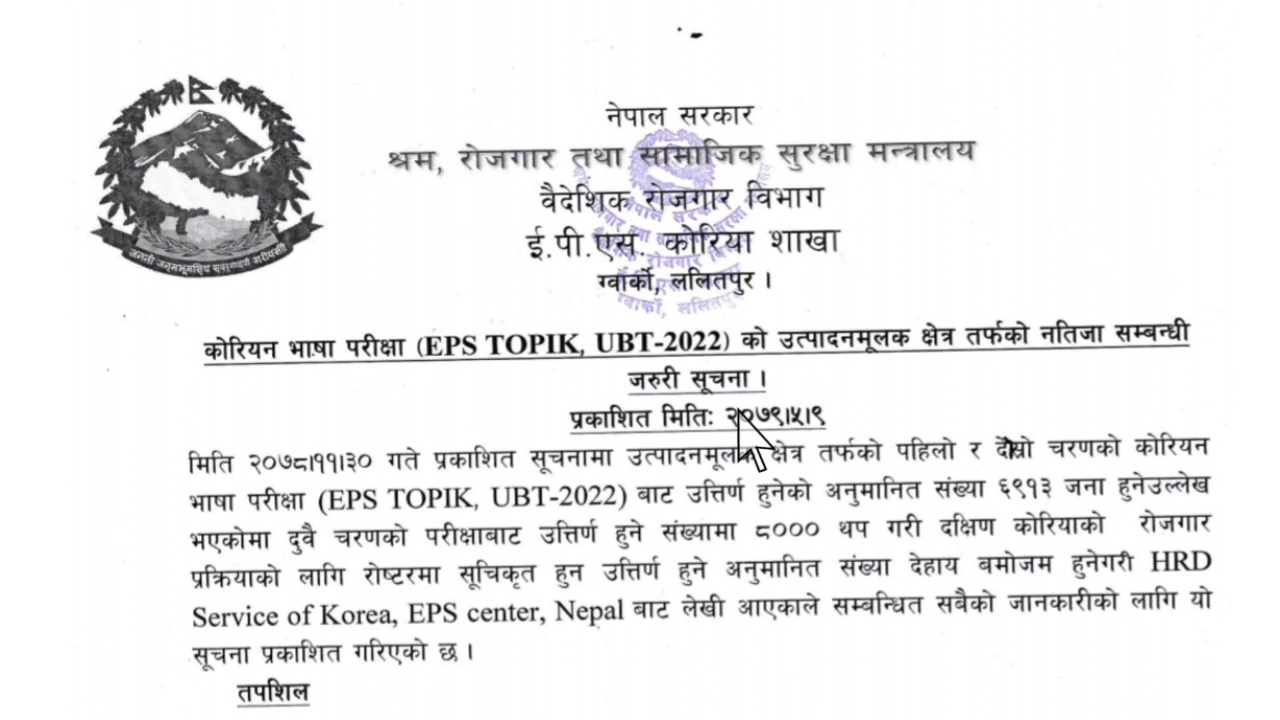 नेपाल सरकार
श्रम, रोजगार तथा सामाजिक सुरक्षा मन्त्रालय
वैदेशिक रोजगार विभाग
ई.पी.एस. कोरिया शाखा
ग्वार्को, ललितपुर ।
कोरियन भाषा परीक्षा (EPS TOPIK, UBT-2022) को उत्पादनमूलक क्षेत्र तर्फको नतिजा सम्बन्धी
जरुरी सूचना ।
प्रकाशित मितिः २०७९।५।९
मिति २०७८।११।३० गते प्रकाशित सूचनामा उत्पादनमूलक क्षेत्र तर्फको पहिलो र दोस्रो चरणको कोरियन
भाषा परीक्षा (EPS TOPIK, UBT-2022) बाट उत्तिर्ण हुनेको अनुमानित संख्या ६९१३ जना हुनेउल्लेख
भएकोमा दुवै चरणको परीक्षाबाट उत्तिर्ण हुने संख्यामा ८००० थप गरी दक्षिण कोरियाको रोजगार
प्रक्रियाको लागि रोष्टरमा सूचिकृत हुन उत्तिर्ण हुने अनुमानित संख्या देहाय बमोजम हुनेगरी HRD
Service of Korea, EPS center, Nepal बाट लेखी आएकाले सम्बन्धित सबैको जानकारीको लागि यो
सूचना प्रकाशित गरिएको छ ।
तपशिल